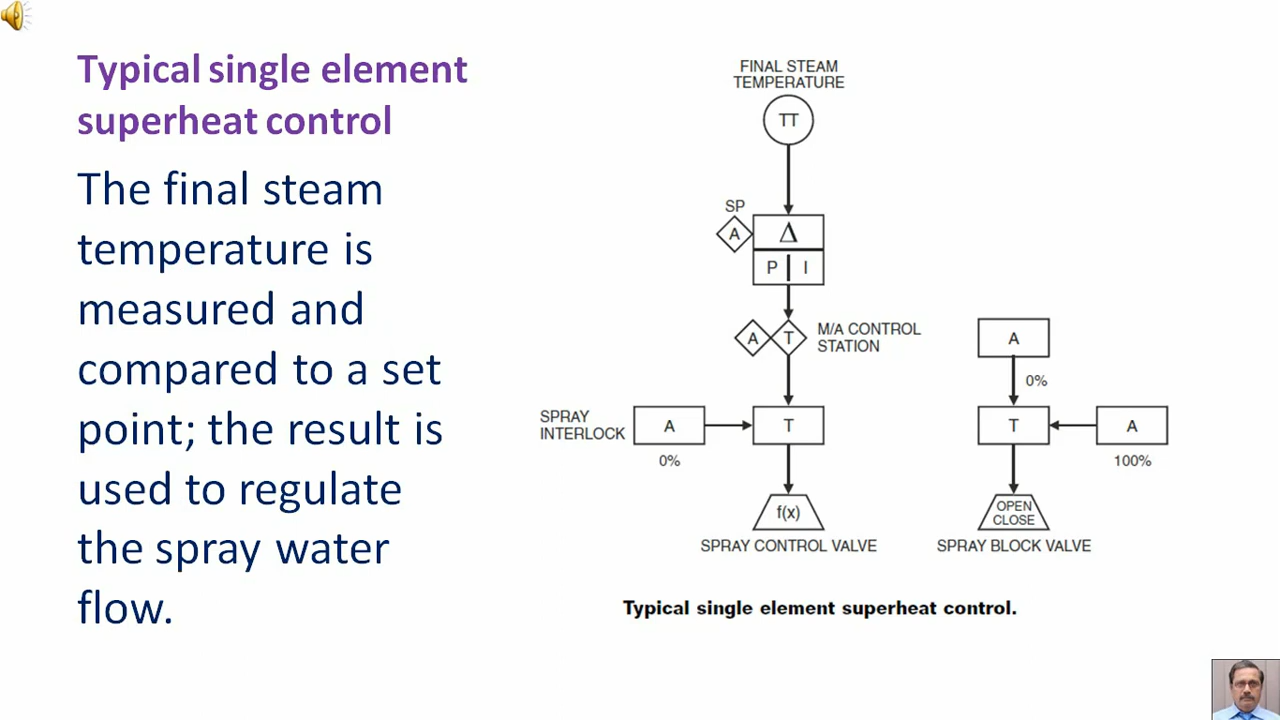 Typical single element
superheat control
The final steam
temperature is
measured and
compared to a set
point; the result is
used to regulate
the spray water
flow.
FINAL STEAM
TEMPERATURE
TT
SP
A
Δ
P I
A T
M/A CONTROL
STATION
A
0%
SPRAY
INTERLOCK
A
T
T
A
0%
100%
f(x)
OPEN
CLOSE
SPRAY CONTROL VALVE
SPRAY BLOCK VALVE
Typical single element superheat control.